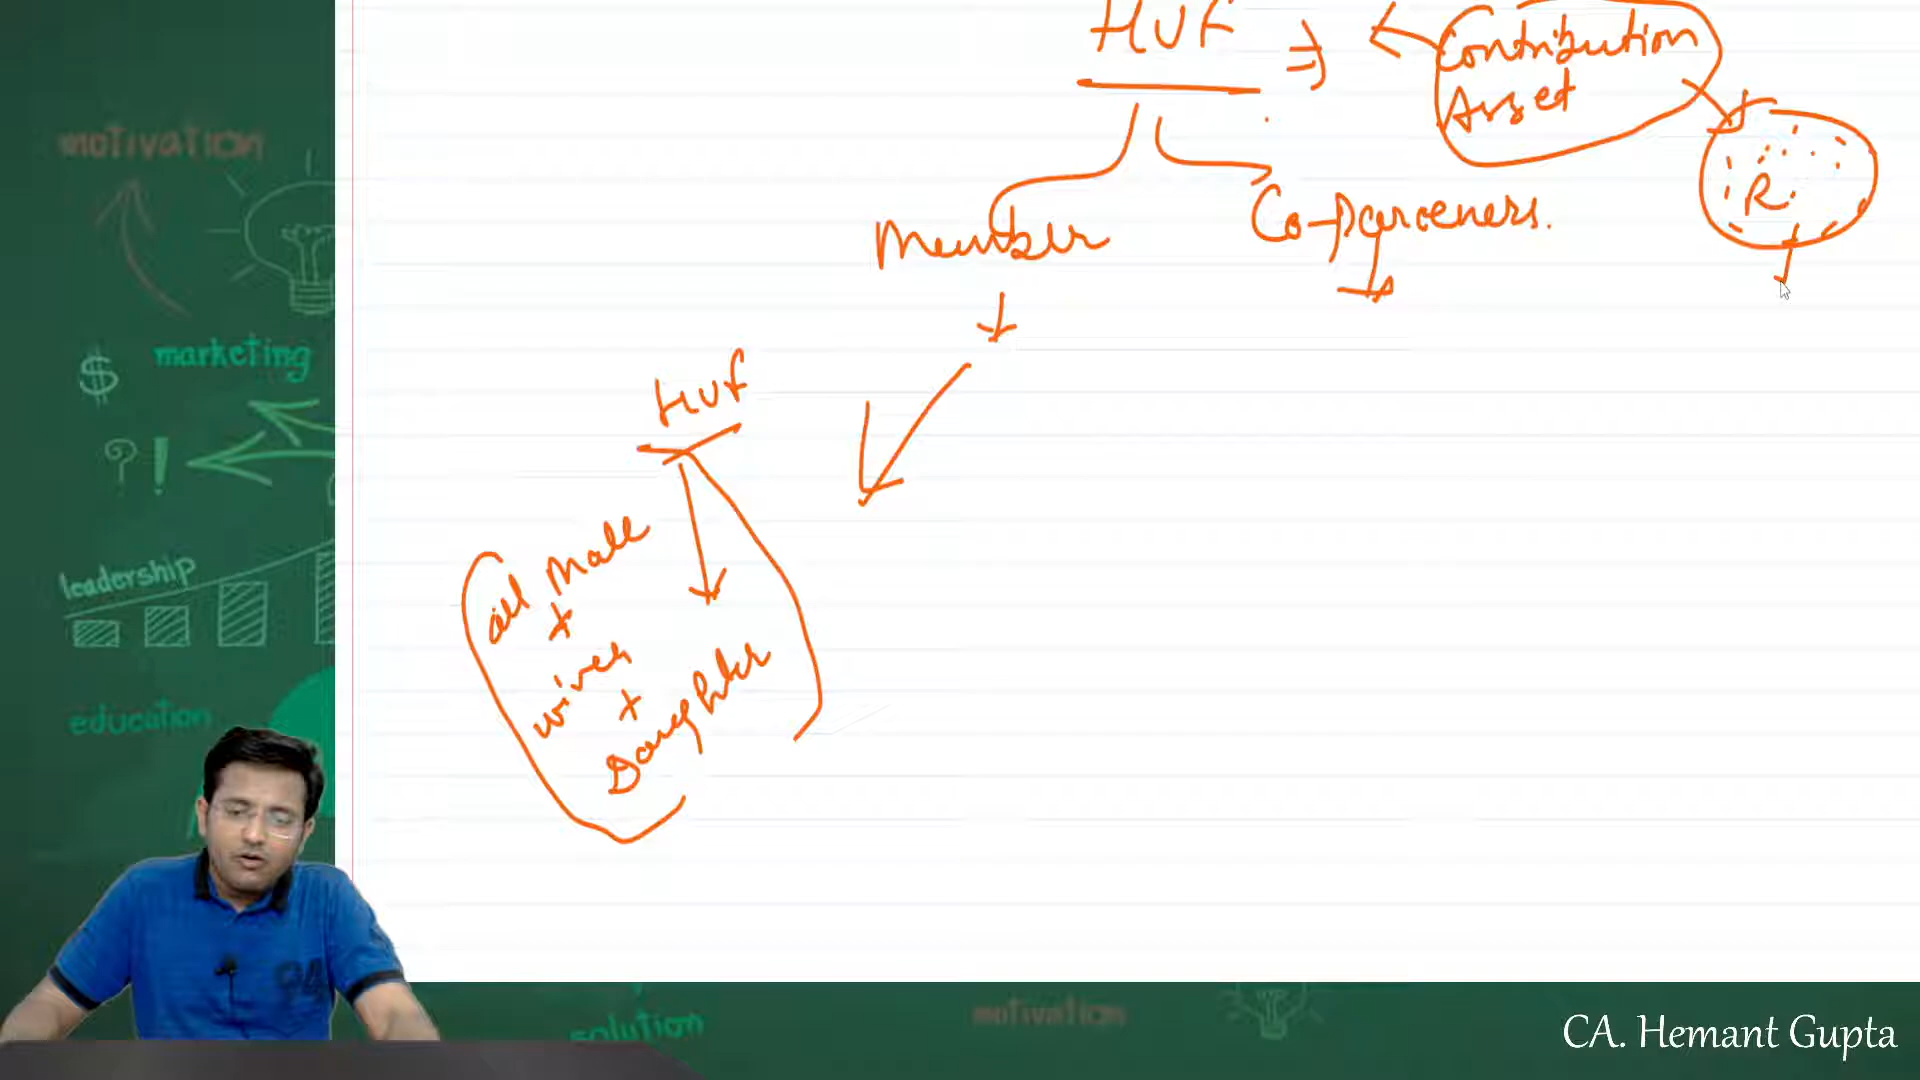 HUF
Contribution
Asset
R
Member
Co-parceners.
HUF
all Male
+
wives
+
Daughter
motivation
$
marketing
? !
leadership
education
solution
motivation
94
CA. Hemant Gupta